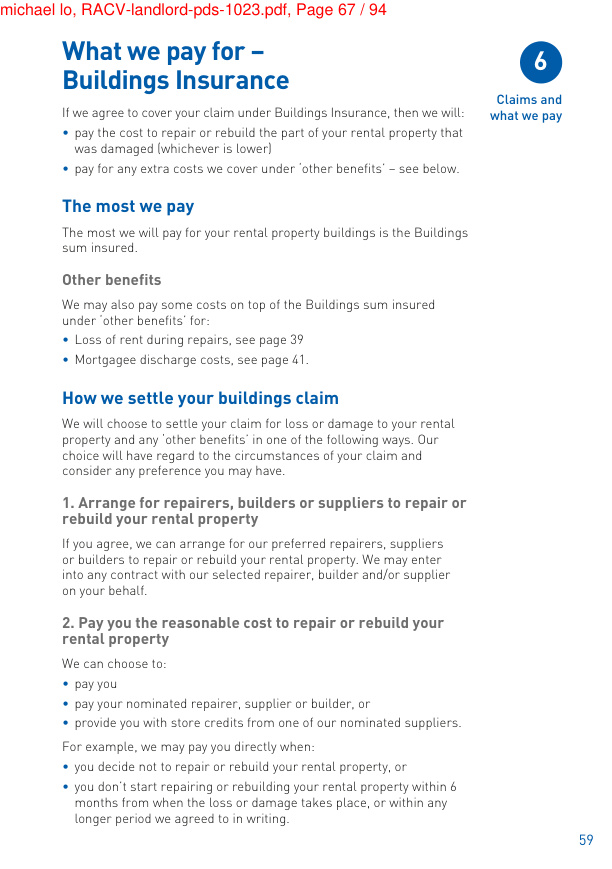 michael lo, RACV-landlord-pds-1023.pdf, Page 67 / 94
What we pay for –
Buildings Insurance
6
Claims and
what we pay
If we agree to cover your claim under Buildings Insurance, then we will:
• pay the cost to repair or rebuild the part of your rental property that
was damaged (whichever is lower)
• pay for any extra costs we cover under ‘other benefits’ – see below.
The most we pay
The most we will pay for your rental property buildings is the Buildings
sum insured.
Other benefits
We may also pay some costs on top of the Buildings sum insured
under ‘other benefits’ for:
• Loss of rent during repairs, see page 39
• Mortgagee discharge costs, see page 41.
How we settle your buildings claim
We will choose to settle your claim for loss or damage to your rental
property and any ‘other benefits’ in one of the following ways. Our
choice will have regard to the circumstances of your claim and
consider any preference you may have.
1. Arrange for repairers, builders or suppliers to repair or
rebuild your rental property
If you agree, we can arrange for our preferred repairers, suppliers
or builders to repair or rebuild your rental property. We may enter
into any contract with our selected repairer, builder and/or supplier
on your behalf.
2. Pay you the reasonable cost to repair or rebuild your
rental property
We can choose to:
• pay you
• pay your nominated repairer, supplier or builder, or
• provide you with store credits from one of our nominated suppliers.
For example, we may pay you directly when:
• you decide not to repair or rebuild your rental property, or
• you don’t start repairing or rebuilding your rental property within 6
months from when the loss or damage takes place, or within any
longer period we agreed to in writing.
59